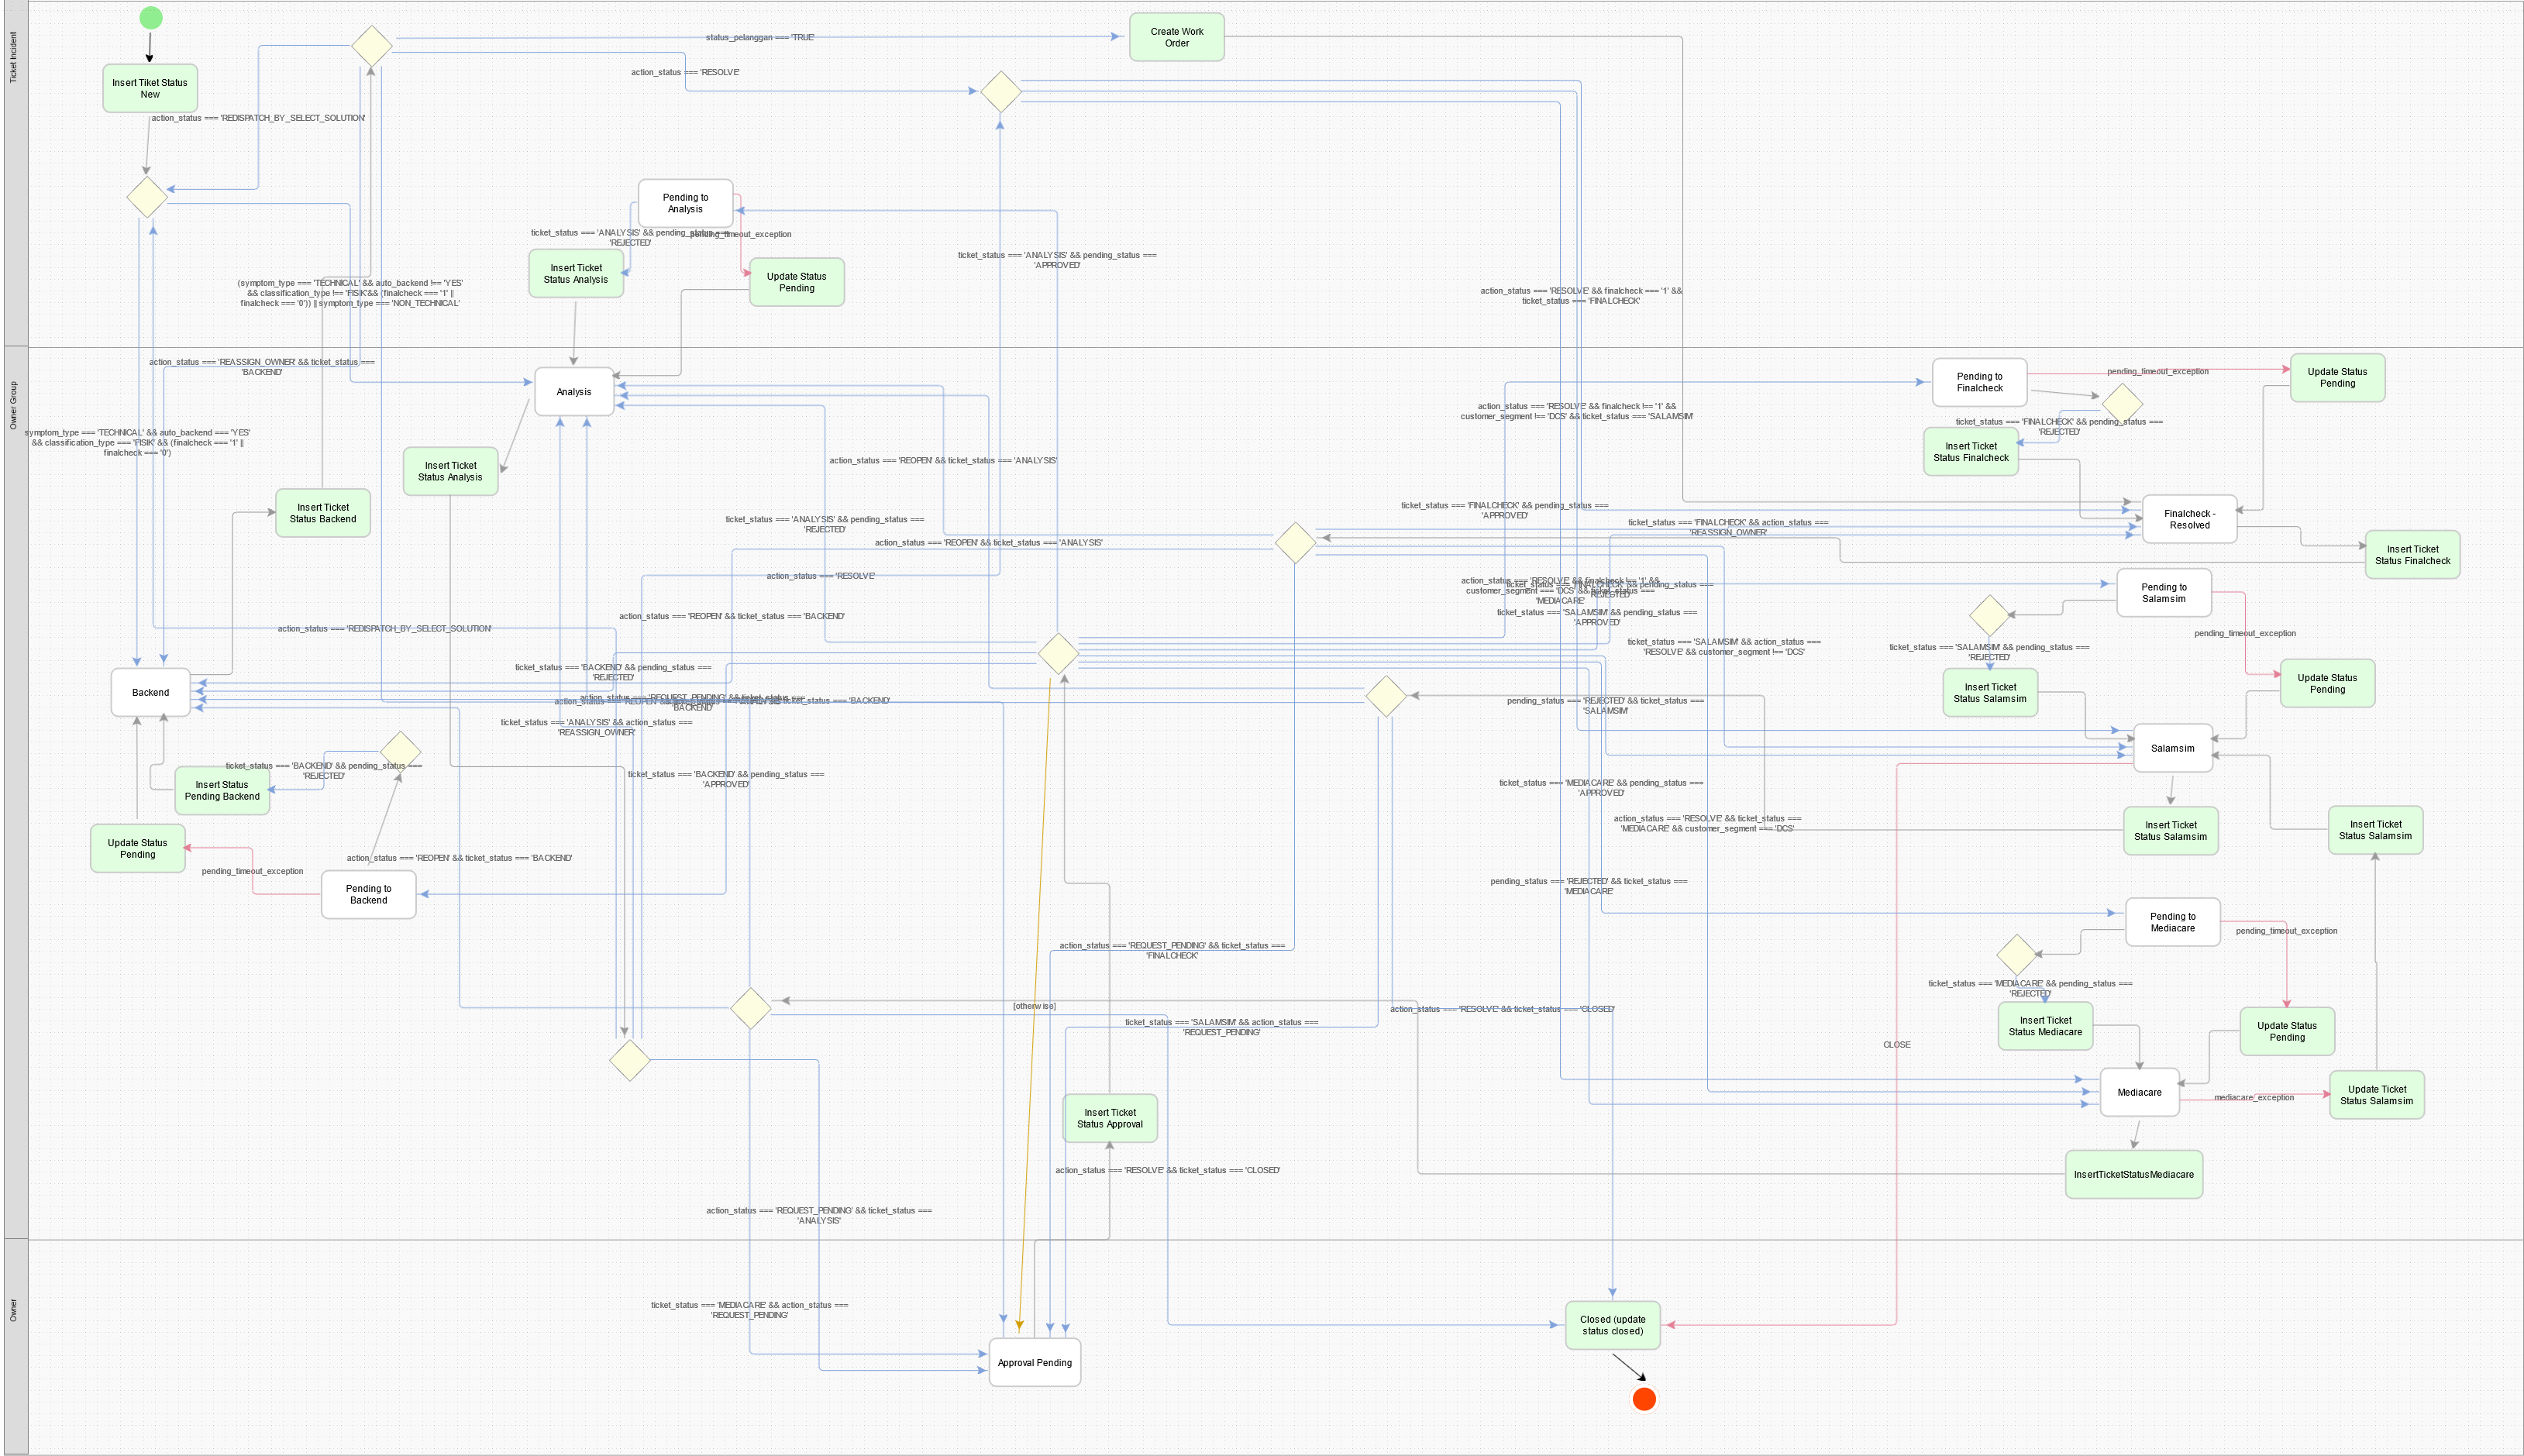 Ticket Incident
Insert Tiket Status
New
action_status === 'REDISPATCH_BY_SELECT_SOLUTION'
status_pelanggan === 'TRUE'
Create Work
Order
action_status === 'RESOLVE'
Pending to
Analysis
ticket_status === 'ANALYSIS' && pending_status ===
'REJECTED'
pending_timeout_exception
Insert Ticket
Status Analysis
Update Status
Pending
ticket_status === 'ANALYSIS' && pending_status ===
'APPROVED'
(symptom_type === 'TECHNICAL' && auto_backend !== 'YES'
&& classification_type !== 'FISIK'&& (finalcheck === '1' ||
finalcheck === '0')) || symptom_type === 'NON_TECHNICAL'
action_status === 'RESOLVE' && finalcheck === '1' &&
ticket_status === 'FINALCHECK'
Owner Group
action_status === 'REASSIGN_OWNER' && ticket_status ===
'BACKEND'
Analysis
Pending to
Finalcheck
pending_timeout_exception
Update Status
Pending
action_status === 'RESOLVE' && finalcheck !== '1' &&
customer_segment !== 'DCS' && ticket_status === 'SALAMSIM'
ticket_status === 'FINALCHECK' && pending_status ===
'REJECTED'
Insert Ticket
Status Finalcheck
symptom_type === 'TECHNICAL' && auto_backend === 'YES'
&& classification_type === 'FISIK' && (finalcheck === '1' ||
finalcheck === '0')
Insert Ticket
Status Analysis
action_status === 'REOPEN' && ticket_status === 'ANALYSIS'
Insert Ticket
Status Backend
ticket_status === 'ANALYSIS' && pending_status ===
'REJECTED'
ticket_status === 'FINALCHECK' && pending_status ===
'APPROVED'
ticket_status === 'FINALCHECK' && action_status ===
'REASSIGN_OWNER'
Finalcheck -
Resolved
action_status === 'REOPEN' && ticket_status === 'ANALYSIS'
Insert Ticket
Status Finalcheck
action_status === 'RESOLVE'
action_status === 'RESOLVE' && finalcheck !== '1' &&
customer_segment === 'DCS' && ticket_status ===
'MEDIACARE'
ticket_status === 'FINALCHECK' && pending_status ===
'REJECTED'
Pending to
Salamsim
action_status === 'REOPEN' && ticket_status === 'BACKEND'
ticket_status === 'SALAMSIM' && pending_status ===
'APPROVED'
action_status === 'REDISPATCH_BY_SELECT_SOLUTION'
pending_timeout_exception
ticket_status === 'SALAMSIM' && action_status ===
'RESOLVE' && customer_segment !== 'DCS'
ticket_status === 'SALAMSIM' && pending_status ===
'REJECTED'
ticket_status === 'BACKEND' && pending_status ===
'REJECTED'
Backend
Insert Ticket
Status Salamsim
Update Status
Pending
action_status === 'REQUEST_PENDING' && ticket_status ===
'BACKEND'
action_status === 'REOPEN' && ticket_status === 'ANALYSIS'
ticket_status === 'BACKEND'
pending_status === 'REJECTED' && ticket_status ===
'SALAMSIM'
ticket_status === 'ANALYSIS' && action_status ===
'REASSIGN_OWNER'
Salamsim
ticket_status === 'BACKEND' && pending_status ===
'REJECTED'
Insert Status
Pending Backend
ticket_status === 'BACKEND' && pending_status ===
'APPROVED'
ticket_status === 'MEDIACARE' && pending_status ===
'APPROVED'
action_status === 'RESOLVE' && ticket_status ===
'MEDIACARE' && customer_segment === 'DCS'
Insert Ticket
Status Salamsim
Insert Ticket
Status Salamsim
Update Status
Pending
action_status === 'REOPEN' && ticket_status === 'BACKEND'
pending_timeout_exception
Pending to
Backend
pending_status === 'REJECTED' && ticket_status ===
'MEDIACARE'
Pending to
Mediacare
pending_timeout_exception
action_status === 'REQUEST_PENDING' && ticket_status ===
'FINALCHECK'
ticket_status === 'MEDIACARE' && pending_status ===
'REJECTED'
[otherwise]
action_status === 'RESOLVE' && ticket_status === 'CLOSED'
ticket_status === 'SALAMSIM' && action_status ===
'REQUEST_PENDING'
Insert Ticket
Status Mediacare
Update Status
Pending
CLOSE
Mediacare
mediacare_exception
Update Ticket
Status Salamsim
Insert Ticket
Status Approval
action_status === 'RESOLVE' && ticket_status === 'CLOSED'
InsertTicketStatusMediacare
action_status === 'REQUEST_PENDING' && ticket_status ===
'ANALYSIS'
Owner
ticket_status === 'MEDIACARE' && action_status ===
'REQUEST_PENDING'
Closed (update
status closed)
Approval Pending